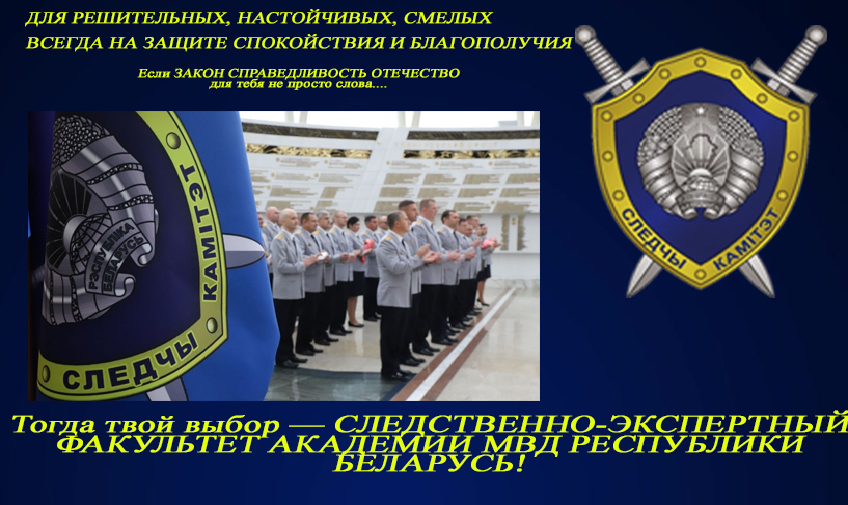 ДЛЯ РЕШИТЕЛЬНЫХ, НАСТОЙЧИВЫХ, СМЕЛЫХ
ВСЕГДА НА ЗАЩИТЕ СПОКОЙСТВИЯ И БЛАГОПОЛУЧИЯ
Если ЗАКОН СПРАВЕДЛИВОСТЬ ОТЕЧЕСТВО
для тебя не просто слова....
РЭСПУБЛІКА
БЕЛАРУСЬ
СЛЕДЧЫ КАМІТЭТ
СЛЕДЧЫ КАМІТЭТ
Тогда твой выбор — СЛЕДСТВЕННО-ЭКСПЕРТНЫЙ
ФАКУЛЬТЕТ АКАДЕМИИ МВД РЕСПУБЛИКИ
БЕЛАРУСЬ!